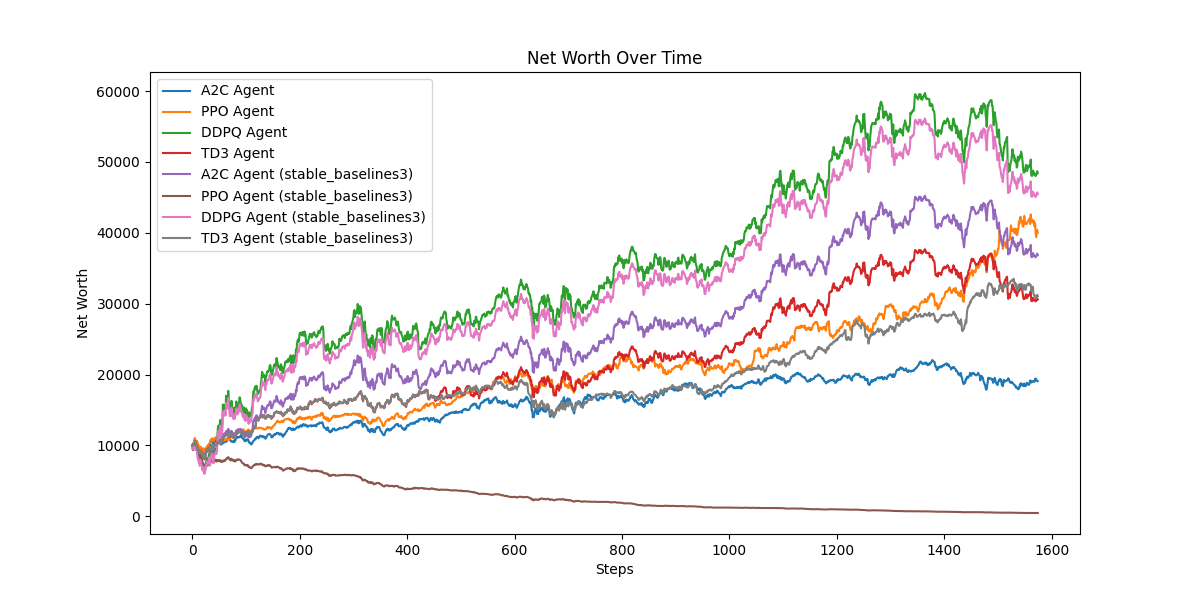 Net Worth Over Time
A2C Agent
PPO Agent
DDPQ Agent
TD3 Agent
A2C Agent (stable_baselines3)
PPO Agent (stable_baselines3)
DDPG Agent (stable_baselines3)
TD3 Agent (stable_baselines3)
60000
50000
40000
30000
20000
10000
0
Net Worth
0 200 400 600 800 1000 1200 1400 1600
Steps